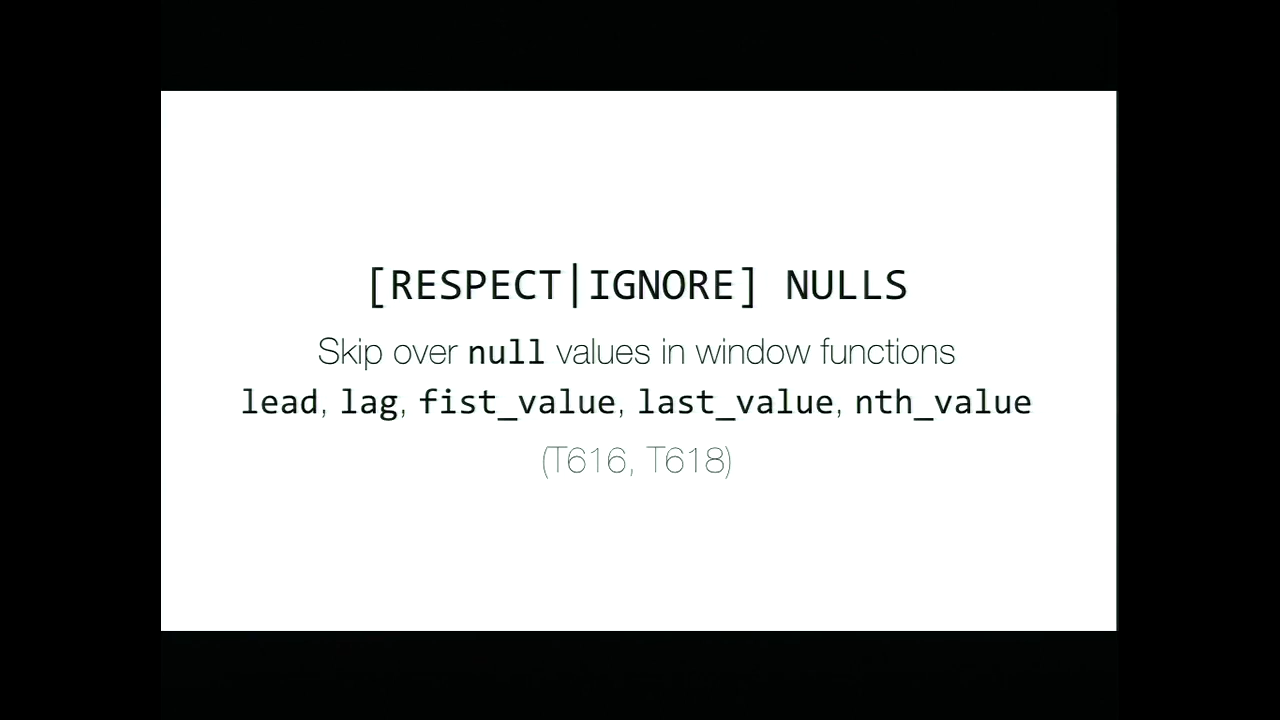 [RESPECT|IGNORE] NULLS
Skip over null values in window functions
lead, lag, fist_value, last_value, nth_value
(T616, T618)